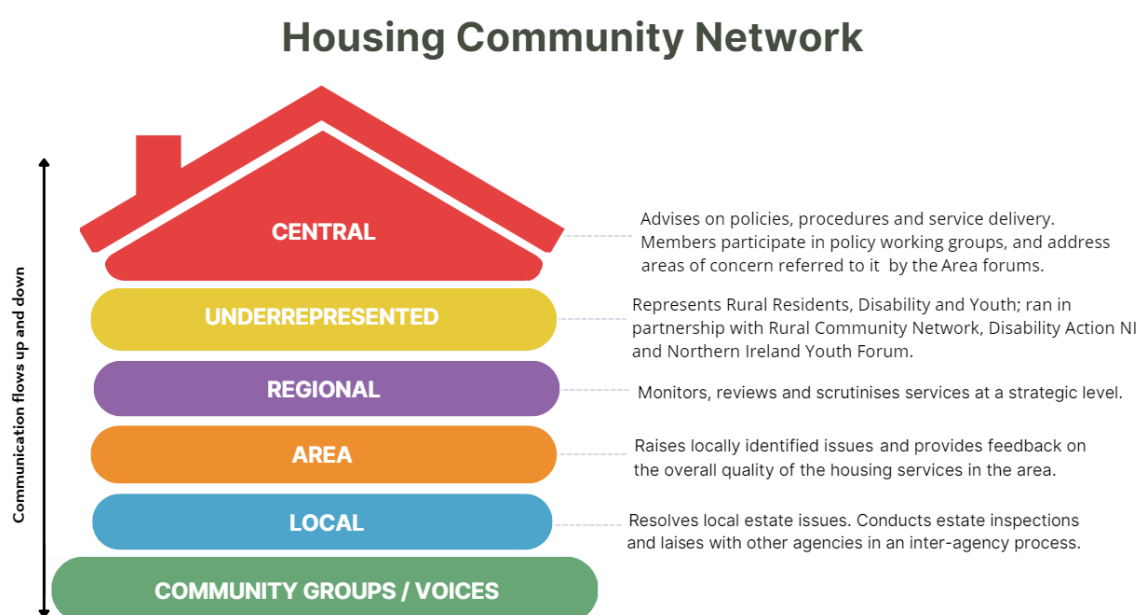 Housing Community Network
Communication flows up and down
CENTRAL
Advises on policies, procedures and service delivery.
Members participate in policy working groups, and address
areas of concern referred to it by the Area forums.
UNDERREPRESENTED
Represents Rural Residents, Disability and Youth; ran in
partnership with Rural Community Network, Disability Action NI
and Northern Ireland Youth Forum.
REGIONAL
Monitors, reviews and scrutinises services at a strategic level.
AREA
Raises locally identified issues and provides feedback on
the overall quality of the housing services in the area.
LOCAL
Resolves local estate issues. Conducts estate inspections
and laises with other agencies in an inter-agency process.
COMMUNITY GROUPS / VOICES